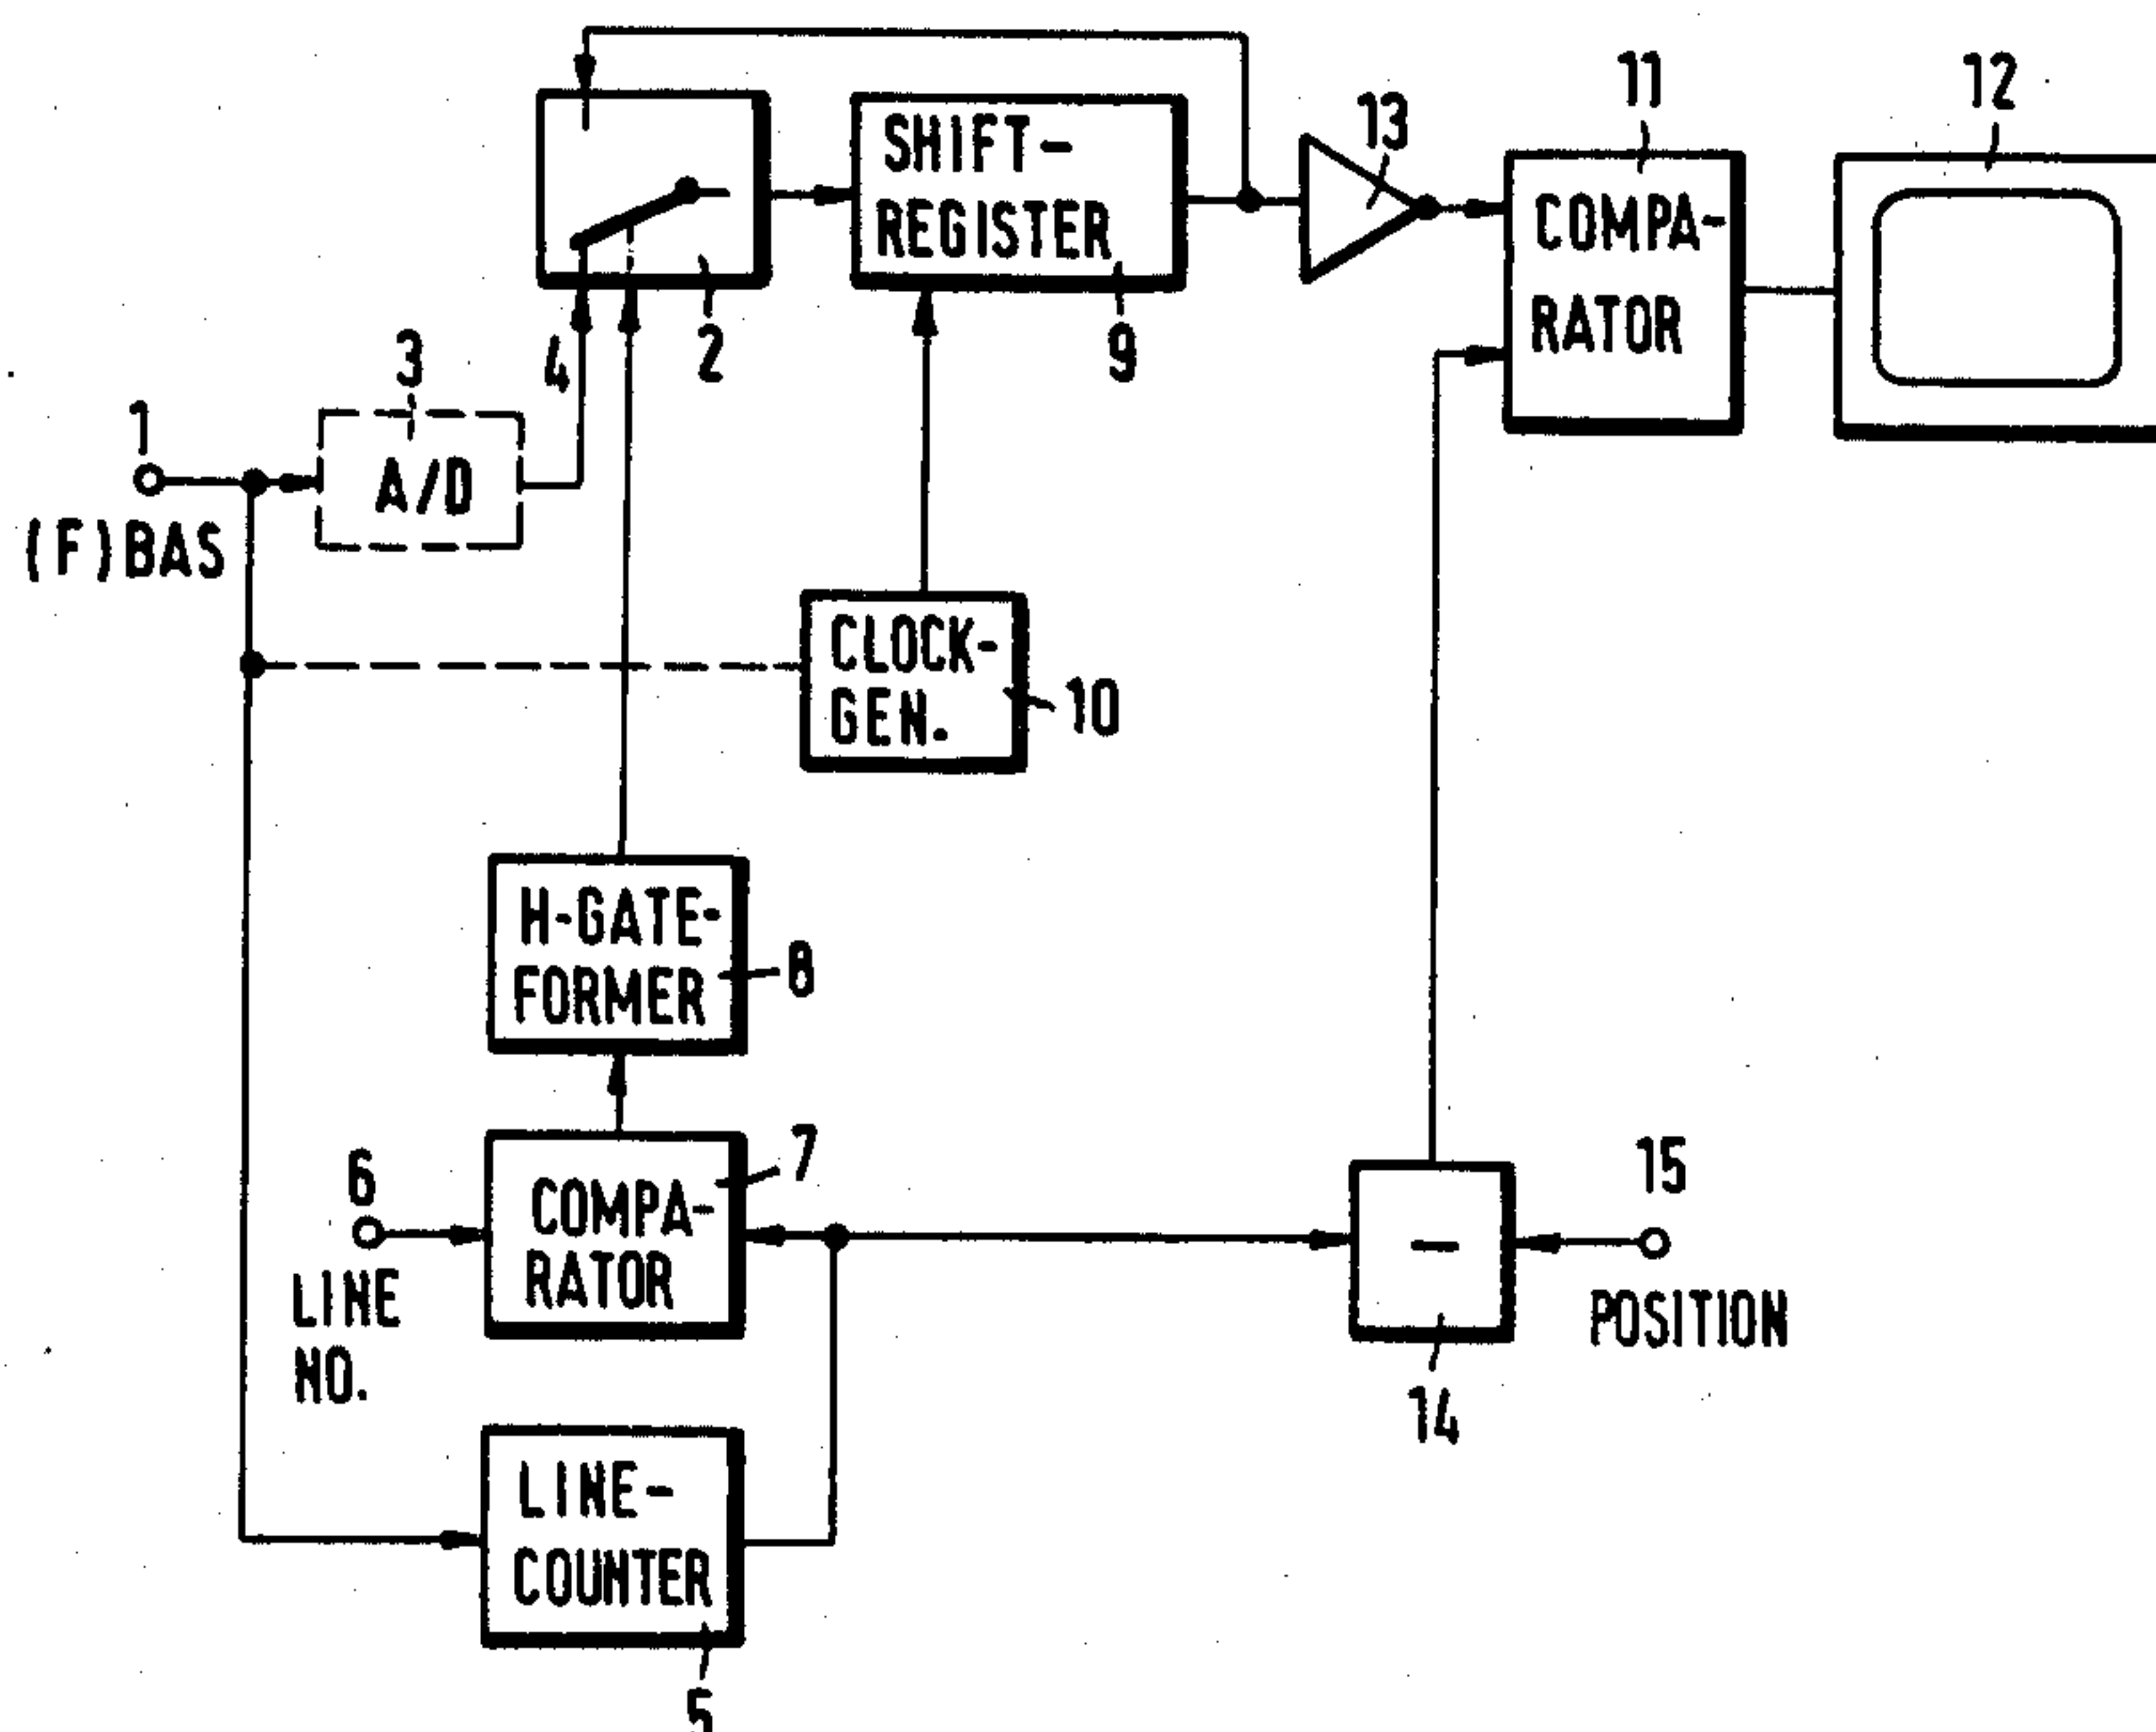 11
12
13
SHIFT-
REGISTER
COMPA-
RATOR
3
4
2
9
1
A/D
(F)BAS
CLOCK-
GEN.
10
H-GATE-
FORMER
8
7
6
15
COMPA-
RATOR
LINE
NO.
POSITION
14
LINE-
COUNTER
5